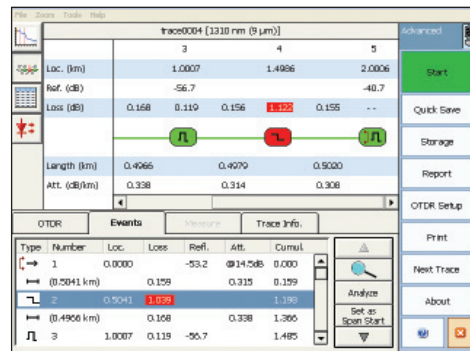 File Zoom Tools Help
trace0004 [1310 nm (9 µm)]
Advanced
3 4 5
Loc. (km) 1.0007 1.4986 2.0006
Ref. (dB) -56.7 -40.7
Loss (dB) 0.168 0.119 0.156 1.122 0.155 --
Length (km) 0.4966 0.4979 0.5020
Att. (dB/km) 0.338 0.314 0.308
OTDR Events Measure Trace Info.
Type Number Loc. Loss Refl. Att. Cumul.
1 0.0000 -53.2 @14.5dB 0.000
(0.5041 km) 0.159 0.315 0.159
2 0.5041 1.039 1.198
(0.4966 km) 0.168 0.338 1.366
3 1.0007 0.119 -56.7 1.485
Analyze
Set as
Span Start
Start
Quick Save
Storage
Report
OTDR Setup
Print
Next Trace
About